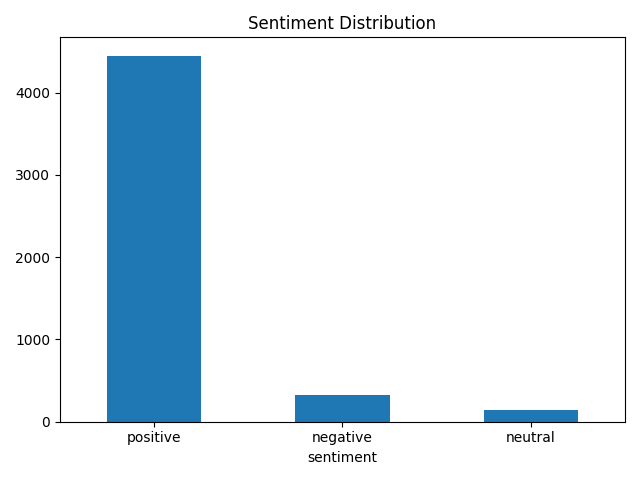 Sentiment Distribution
4000
3000
2000
1000
0
positive negative neutral
sentiment